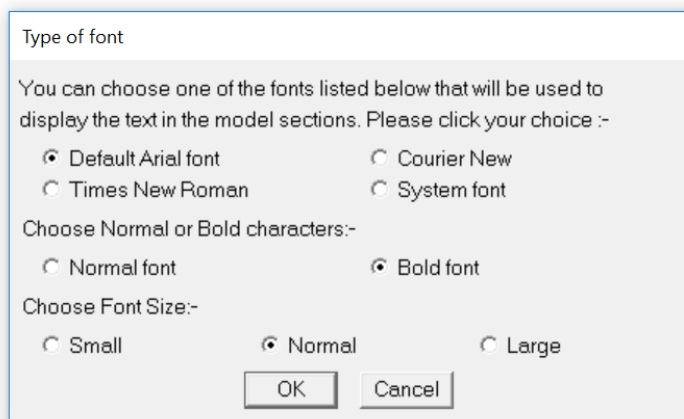 Type of font
You can choose one of the fonts listed below that will be used to
display the text in the model sections. Please click your choice :-
Default Arial font Courier New
Times New Roman System font
Choose Normal or Bold characters:-
Normal font Bold font
Choose Font Size:-
Small Normal Large
OK Cancel